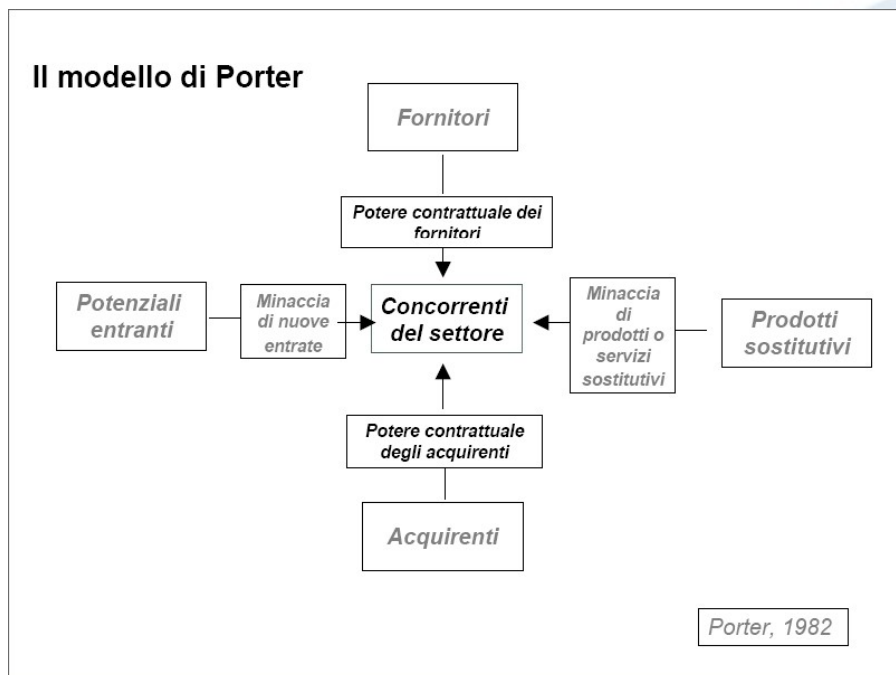 Il modello di Porter
Fornitori
Potere contrattuale dei
fornitori
Potenziali
entranti
Minaccia
di nuove
entrate
Concorrenti
del settore
Minaccia
di
prodotti o
servizi
sostitutivi
Prodotti
sostitutivi
Potere contrattuale
degli acquirenti
Acquirenti
Porter, 1982